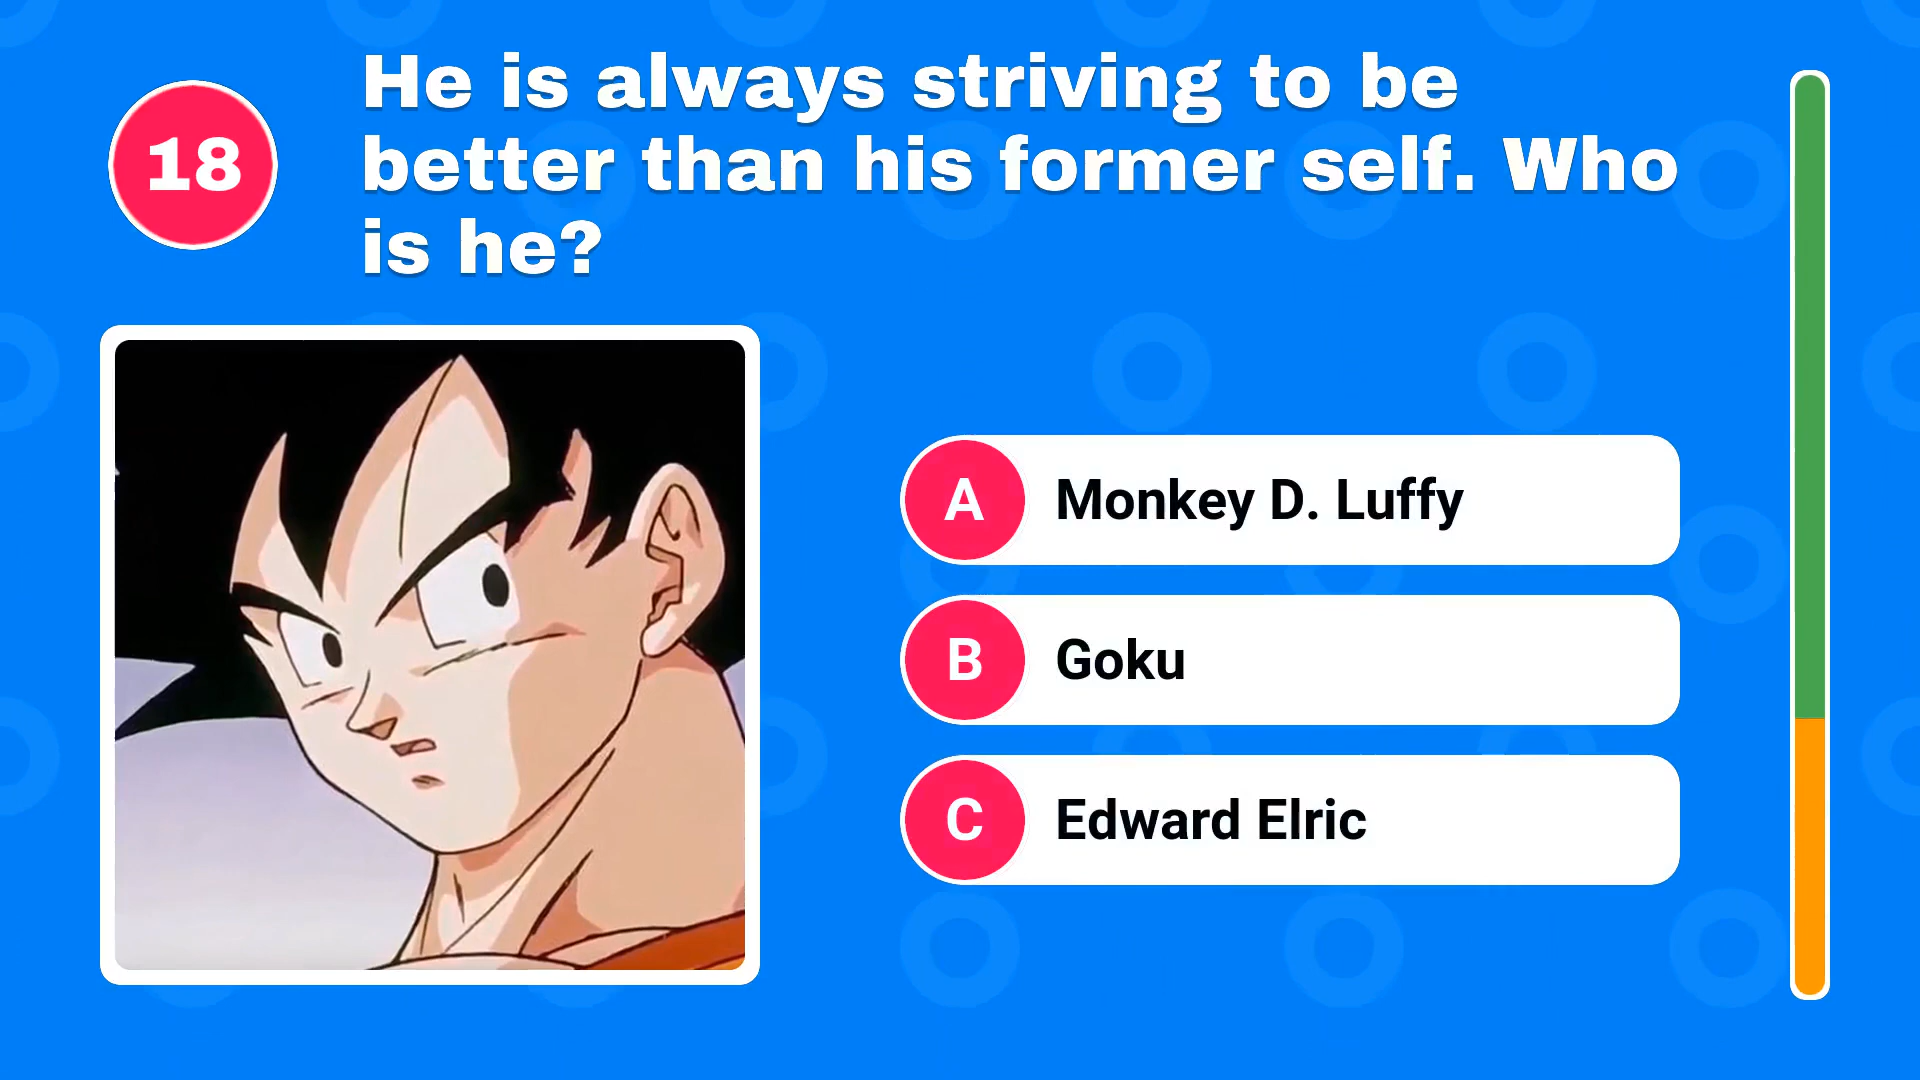 18
He is always striving to be
better than his former self. Who
is he?
A Monkey D. Luffy
B Goku
C Edward Elric